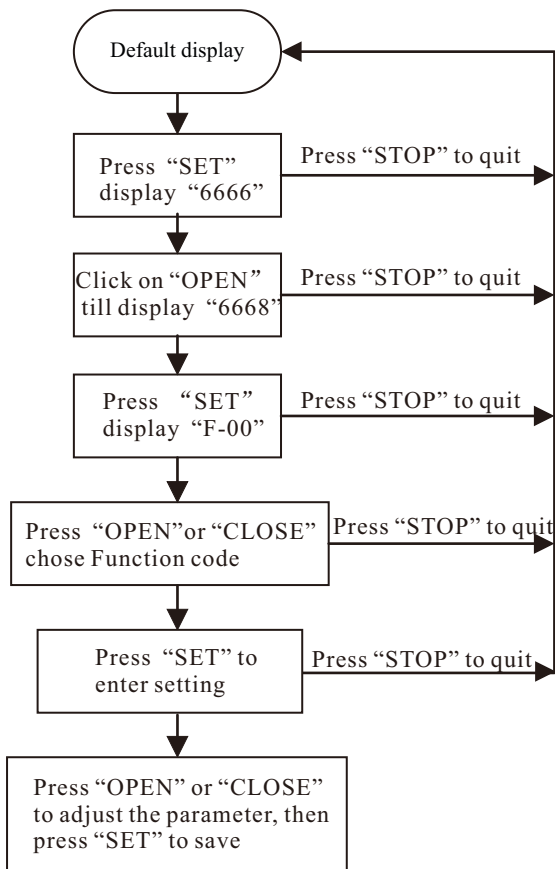 Default display
Press “SET”
display “6666”
Press “STOP” to quit
Click on “OPEN”
till display “6668”
Press “STOP” to quit
Press “SET”
display “F-00”
Press “STOP” to quit
Press “OPEN”or “CLOSE”
chose Function code
Press “STOP” to quit
Press “SET” to
enter setting
Press “STOP” to quit
Press “OPEN” or “CLOSE”
to adjust the parameter, then
press “SET” to save